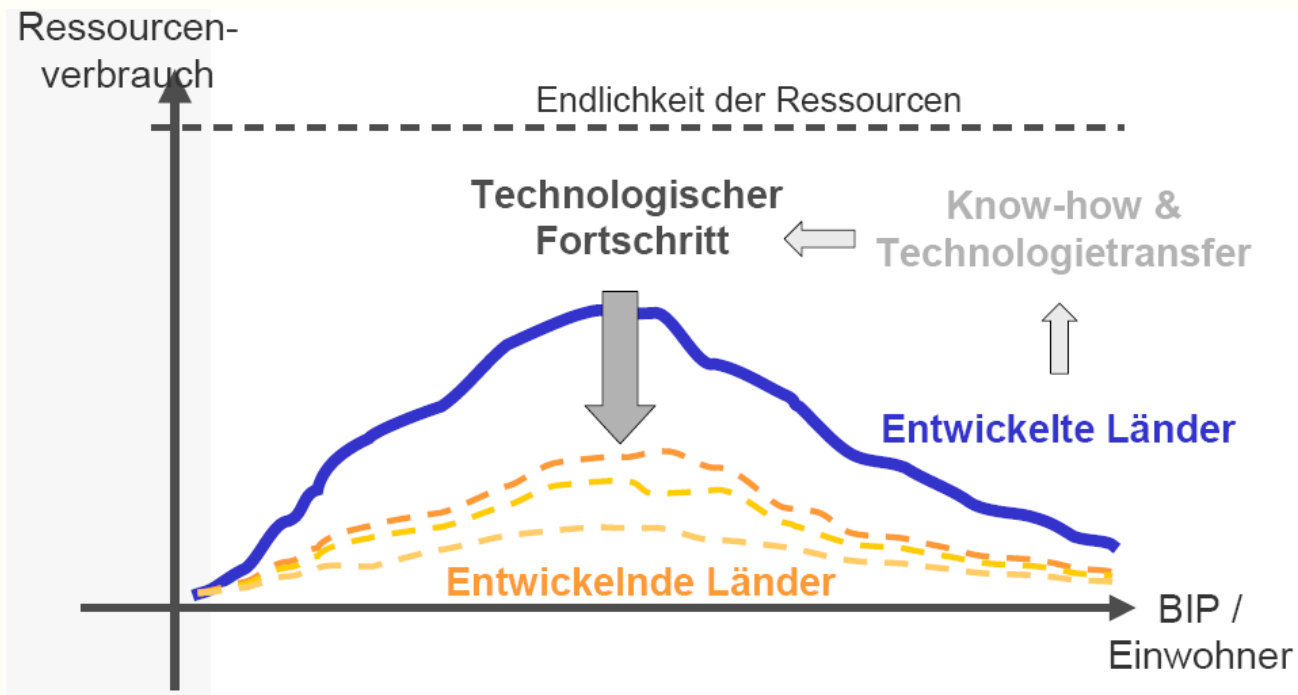 Ressourcen-
verbrauch
Endlichkeit der Ressourcen
Technologischer
Fortschritt
Know-how &
Technologietransfer
Entwickelte Länder
Entwickelnde Länder
BIP /
Einwohner